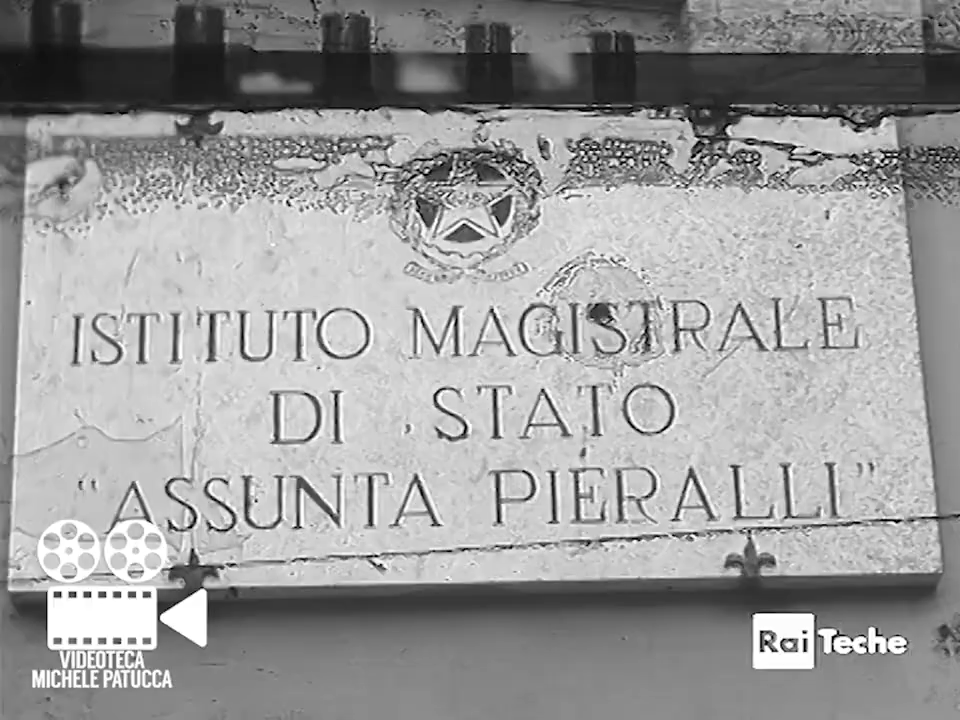 ISTITUTO MAGISTRALE
DI STATO
"ASSUNTA PIERALLI"
VIDEOTECA
MICHELE PATUCCA
Rai Teche